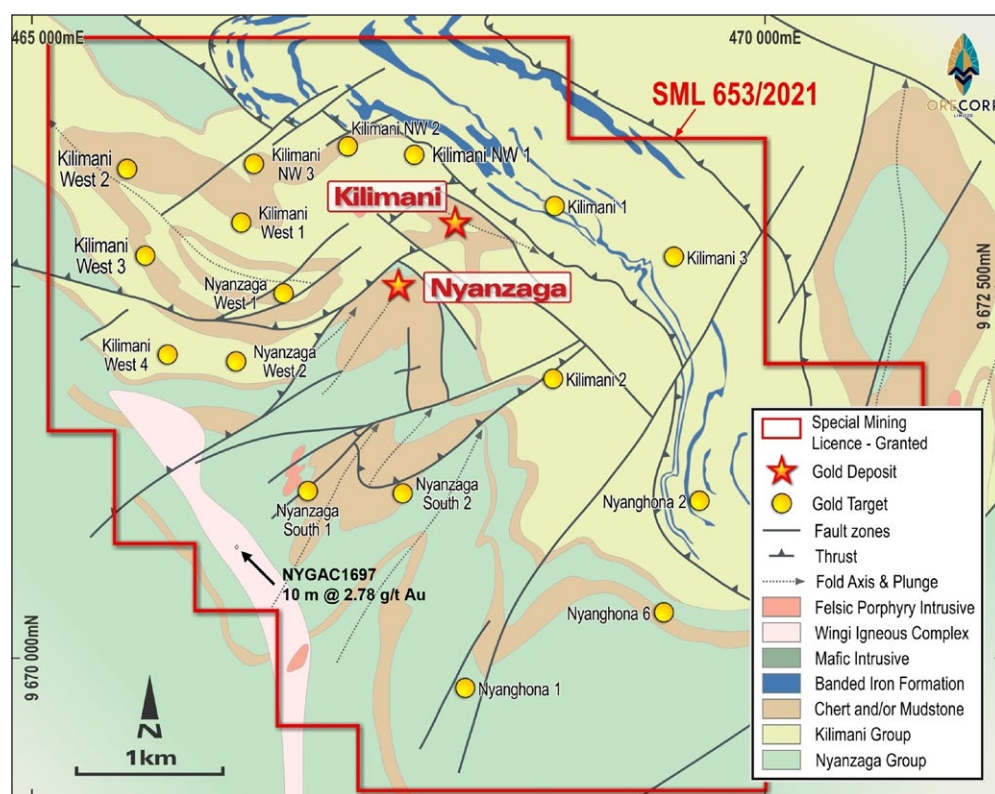 465 000mE
470 000mE
ORECORP
LIMITED
SML 653/2021
Kilimani NW 2
Kilimani NW 1
Kilimani
NW 3
Kilimani
West 2
Kilimani
Kilimani 1
Kilimani
West 1
Kilimani
West 3
Kilimani 3
Nyanzaga
West 1
Nyanzaga
9 672 500mN
Kilimani
West 4
Nyanzaga
West 2
Kilimani 2
Nyanzaga
South 1
Nyanzaga
South 2
Nyanghona 2
NYGAC1697
10 m @ 2.78 g/t Au
Nyanghona 6
9 670 000mN
Nyanghona 1
N
1km
Special Mining
Licence - Granted
Gold Deposit
Gold Target
Fault zones
Thrust
Fold Axis & Plunge
Felsic Porphyry Intrusive
Wingi Igneous Complex
Mafic Intrusive
Banded Iron Formation
Chert and/or Mudstone
Kilimani Group
Nyanzaga Group